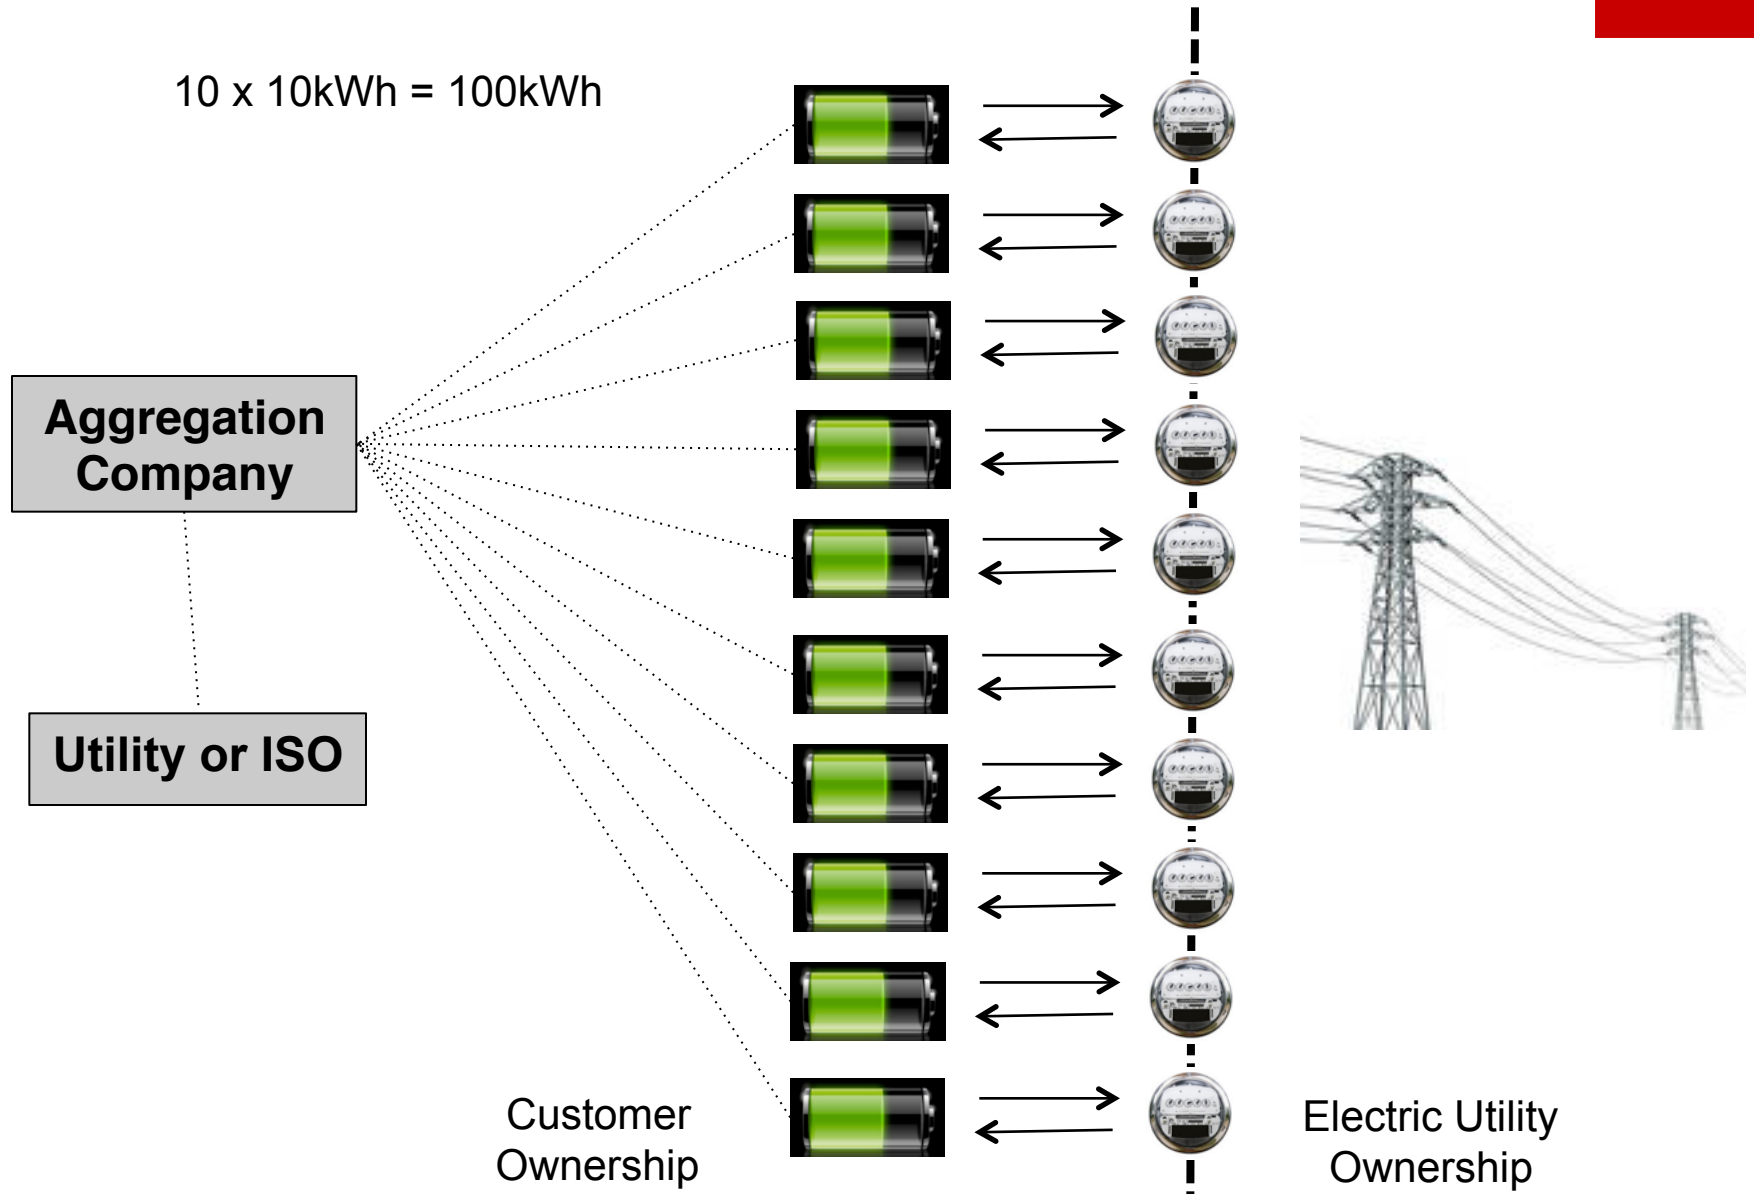 10 x 10kWh = 100kWh
Aggregation
Company
Utility or ISO
Customer
Ownership
Electric Utility
Ownership